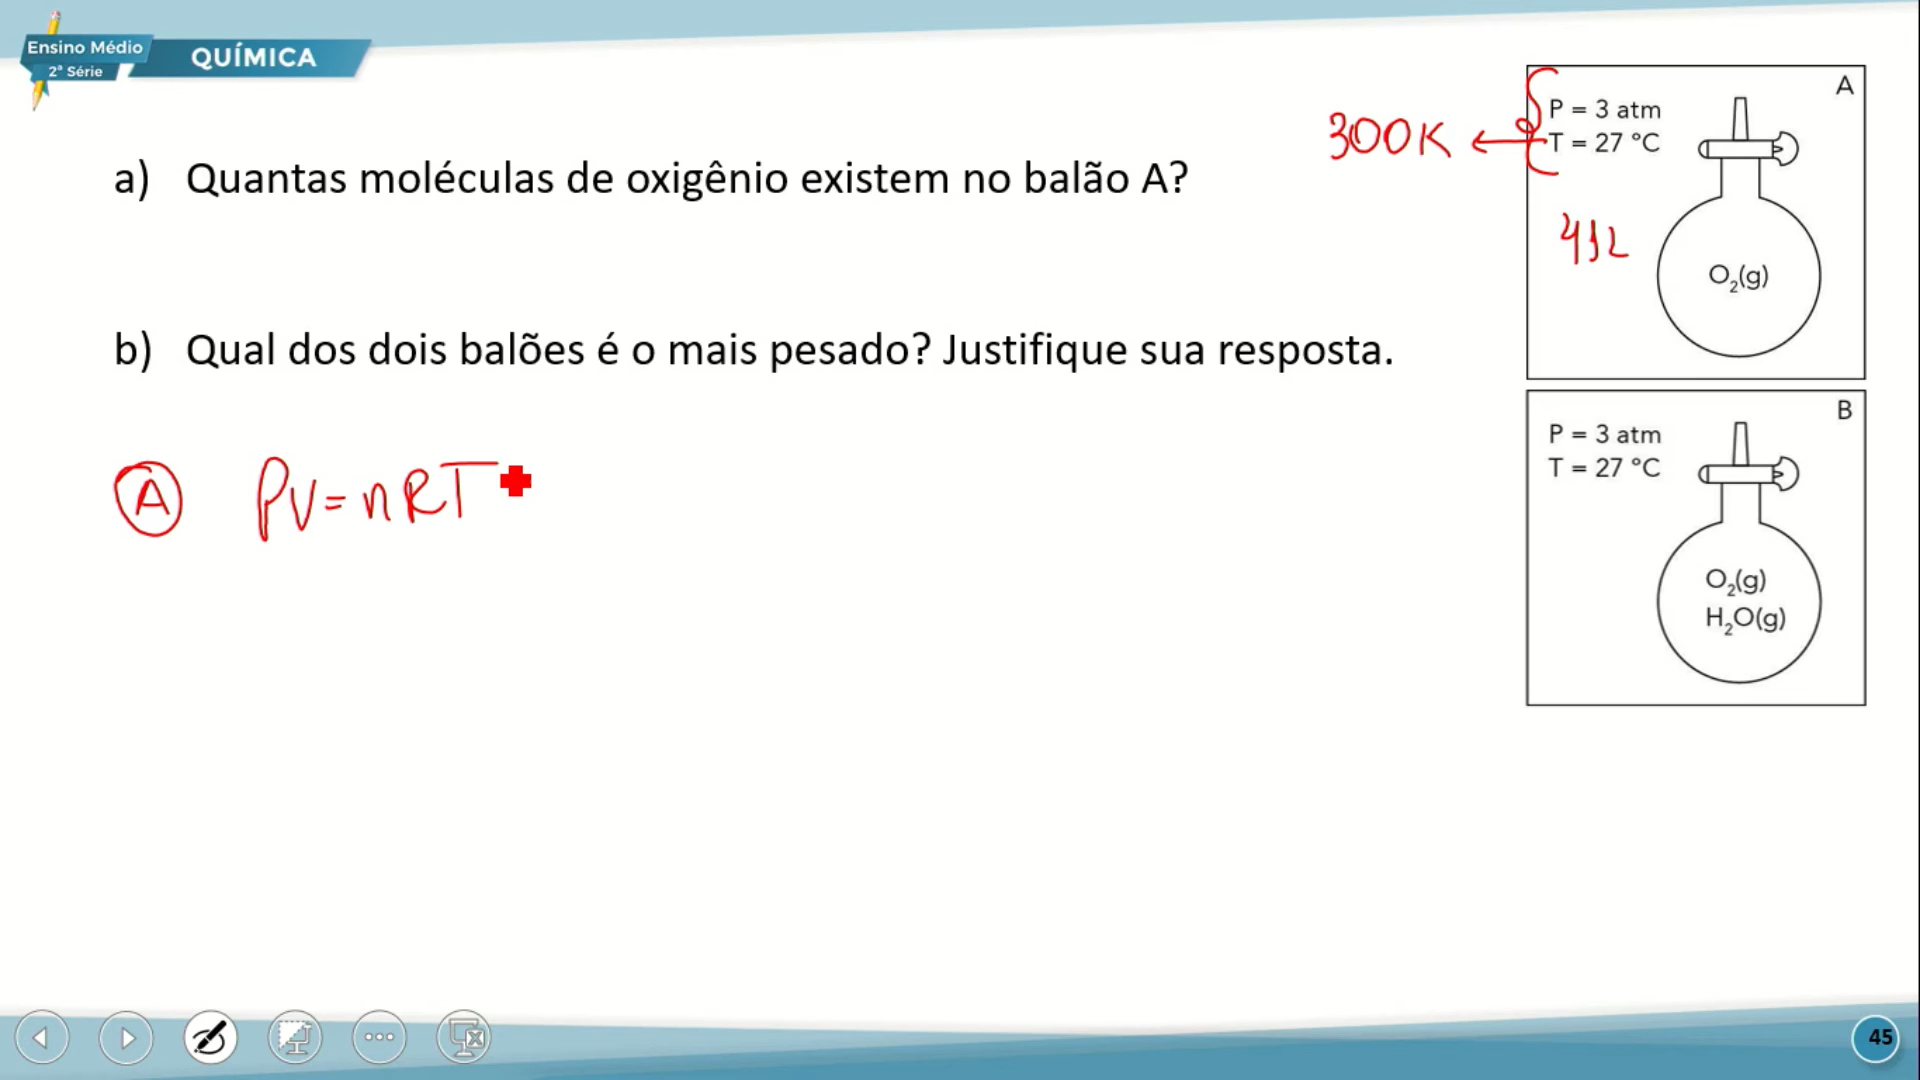 Ensino Médio
2ª Série
QUÍMICA
a) Quantas moléculas de oxigênio existem no balão A?
b) Qual dos dois balões é o mais pesado? Justifique sua resposta.
A PV = nRT
300K
A
P = 3 atm
T = 27 °C
41L
O₂(g)
B
P = 3 atm
T = 27 °C
O₂(g)
H₂O(g)
45